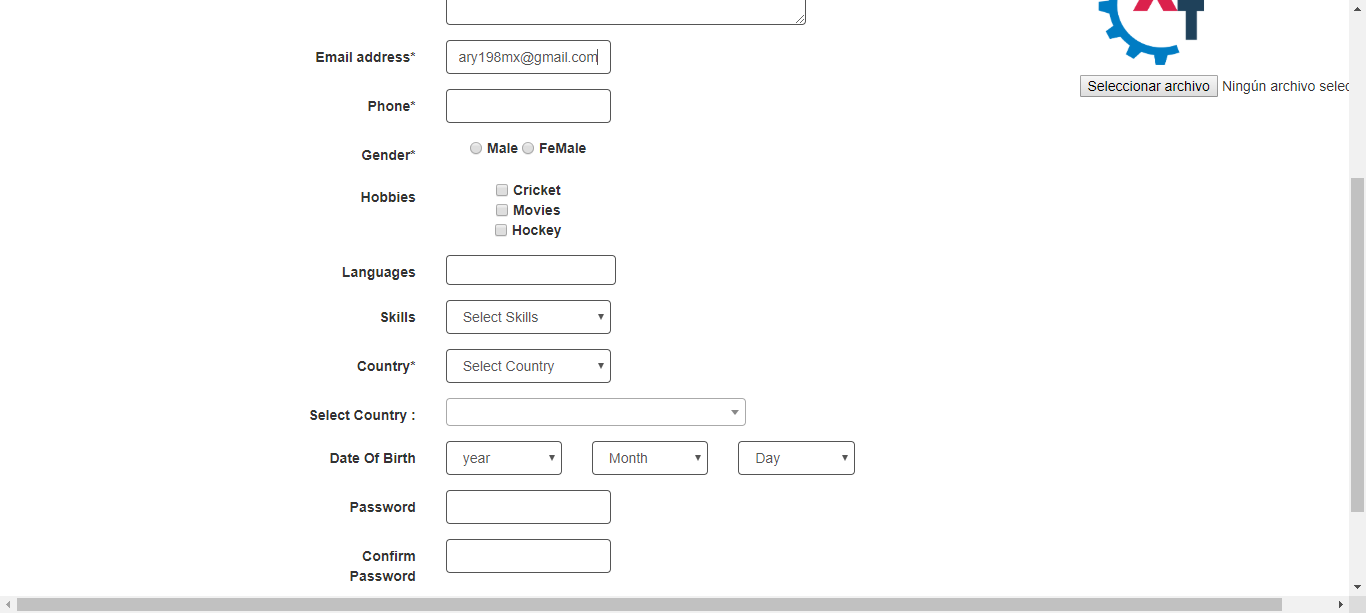 Email address* ary198mx@gmail.com
Seleccionar archivo Ningún archivo selec
Phone*
Gender* Male FeMale
Hobbies Cricket
Movies
Hockey
Languages
Skills Select Skills
Country* Select Country
Select Country :
Date Of Birth year Month Day
Password
Confirm
Password